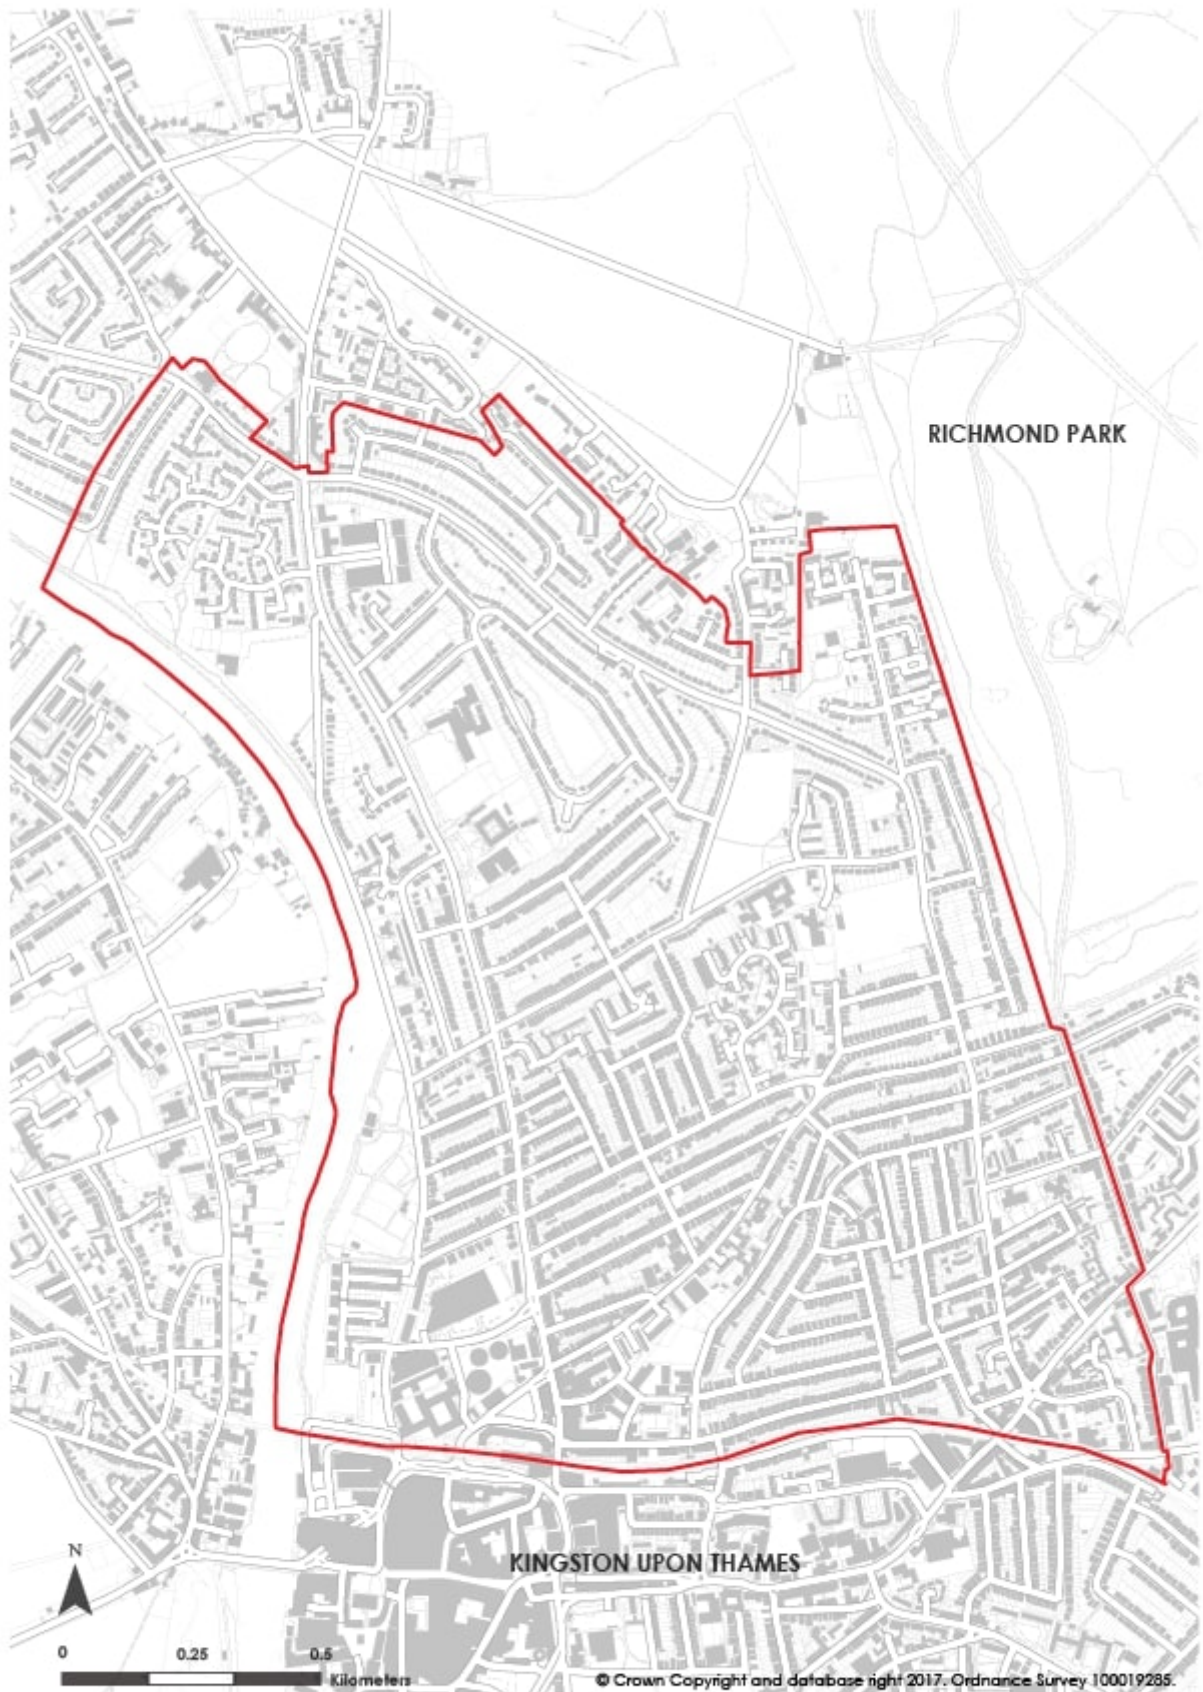 RICHMOND PARK
KINGSTON UPON THAMES
N
0 0.25 0.5
Kilometers
© Crown Copyright and database right 2017. Ordnance Survey 100019285.